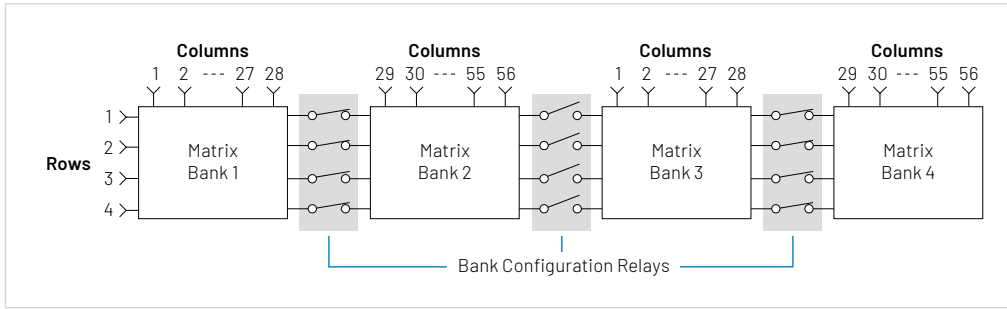 Columns Columns Columns Columns
1 2 --- 27 28 29 30 --- 55 56 1 2 --- 27 28 29 30 --- 55 56
Rows
1
2
3
4
Matrix
Bank 1
Matrix
Bank 2
Matrix
Bank 3
Matrix
Bank 4
Bank Configuration Relays